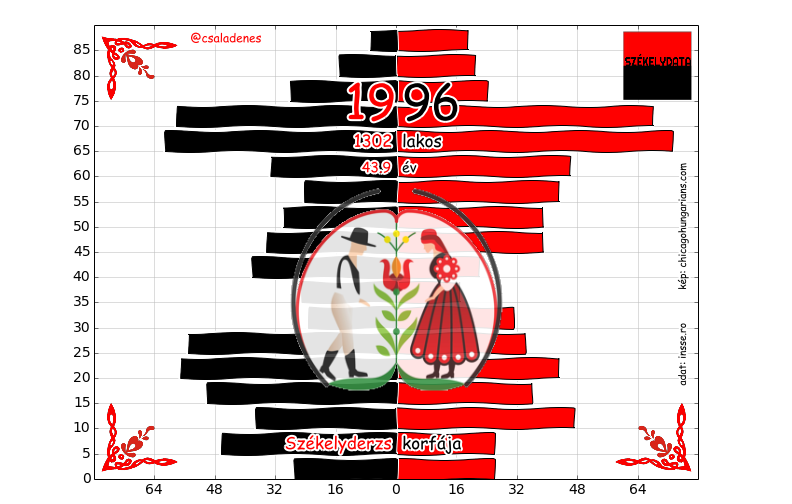 @csaladenes
SZÉKELYDATA
1996
1302 lakos
43.9 év
kép: chicagohungarians.com
adat: insse.ro
Székelyderzs korfája
85
80
75
70
65
60
55
50
45
40
35
30
25
20
15
10
5
0
64 48 32 16 0 16 32 48 64